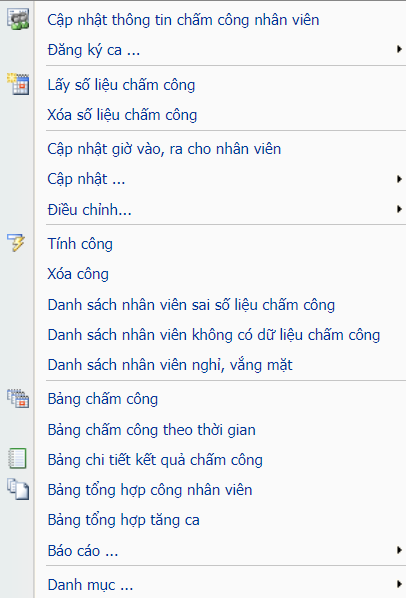 Cập nhật thông tin chấm công nhân viên
Đăng ký ca ...
Lấy số liệu chấm công
Xóa số liệu chấm công
Cập nhật giờ vào, ra cho nhân viên
Cập nhật ...
Điều chỉnh...
Tính công
Xóa công
Danh sách nhân viên sai số liệu chấm công
Danh sách nhân viên không có dữ liệu chấm công
Danh sách nhân viên nghỉ, vắng mặt
Bảng chấm công
Bảng chấm công theo thời gian
Bảng chi tiết kết quả chấm công
Bảng tổng hợp công nhân viên
Bảng tổng hợp tăng ca
Báo cáo ...
Danh mục ...